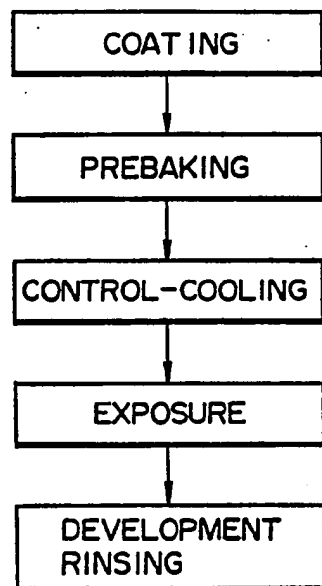 COATING
PREBAKING
CONTROL-COOLING
EXPOSURE
DEVELOPMENT
RINSING